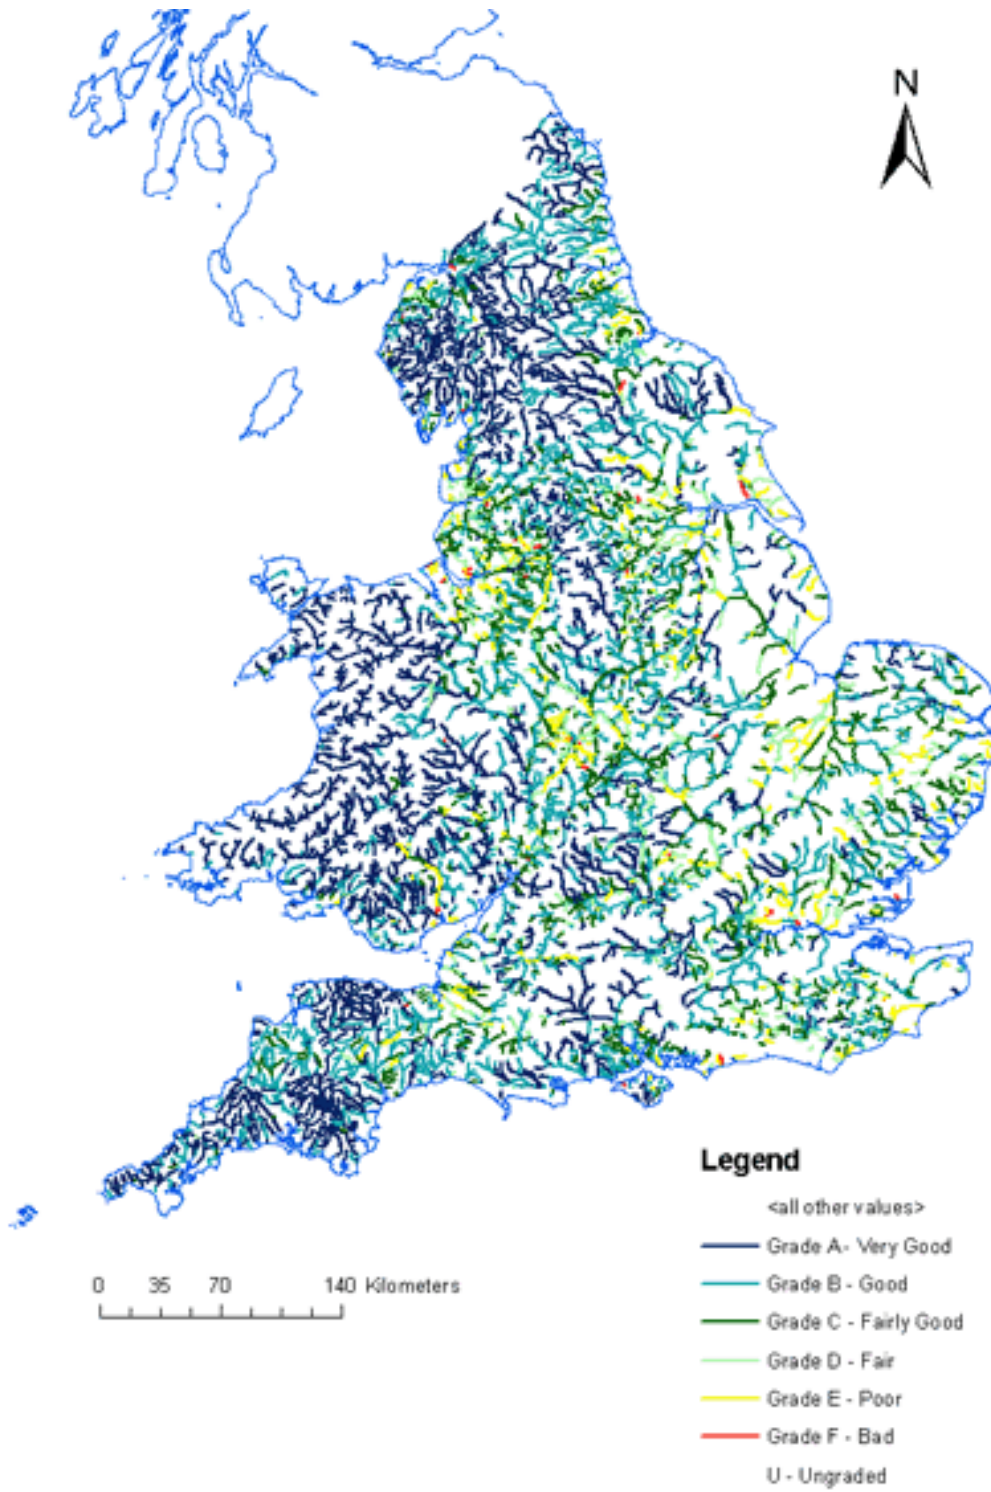 N
Legend
<all other values>
Grade A- Very Good
Grade B - Good
Grade C - Fairly Good
Grade D - Fair
Grade E - Poor
Grade F - Bad
U - Ungraded
0 35 70 140 Kilometers